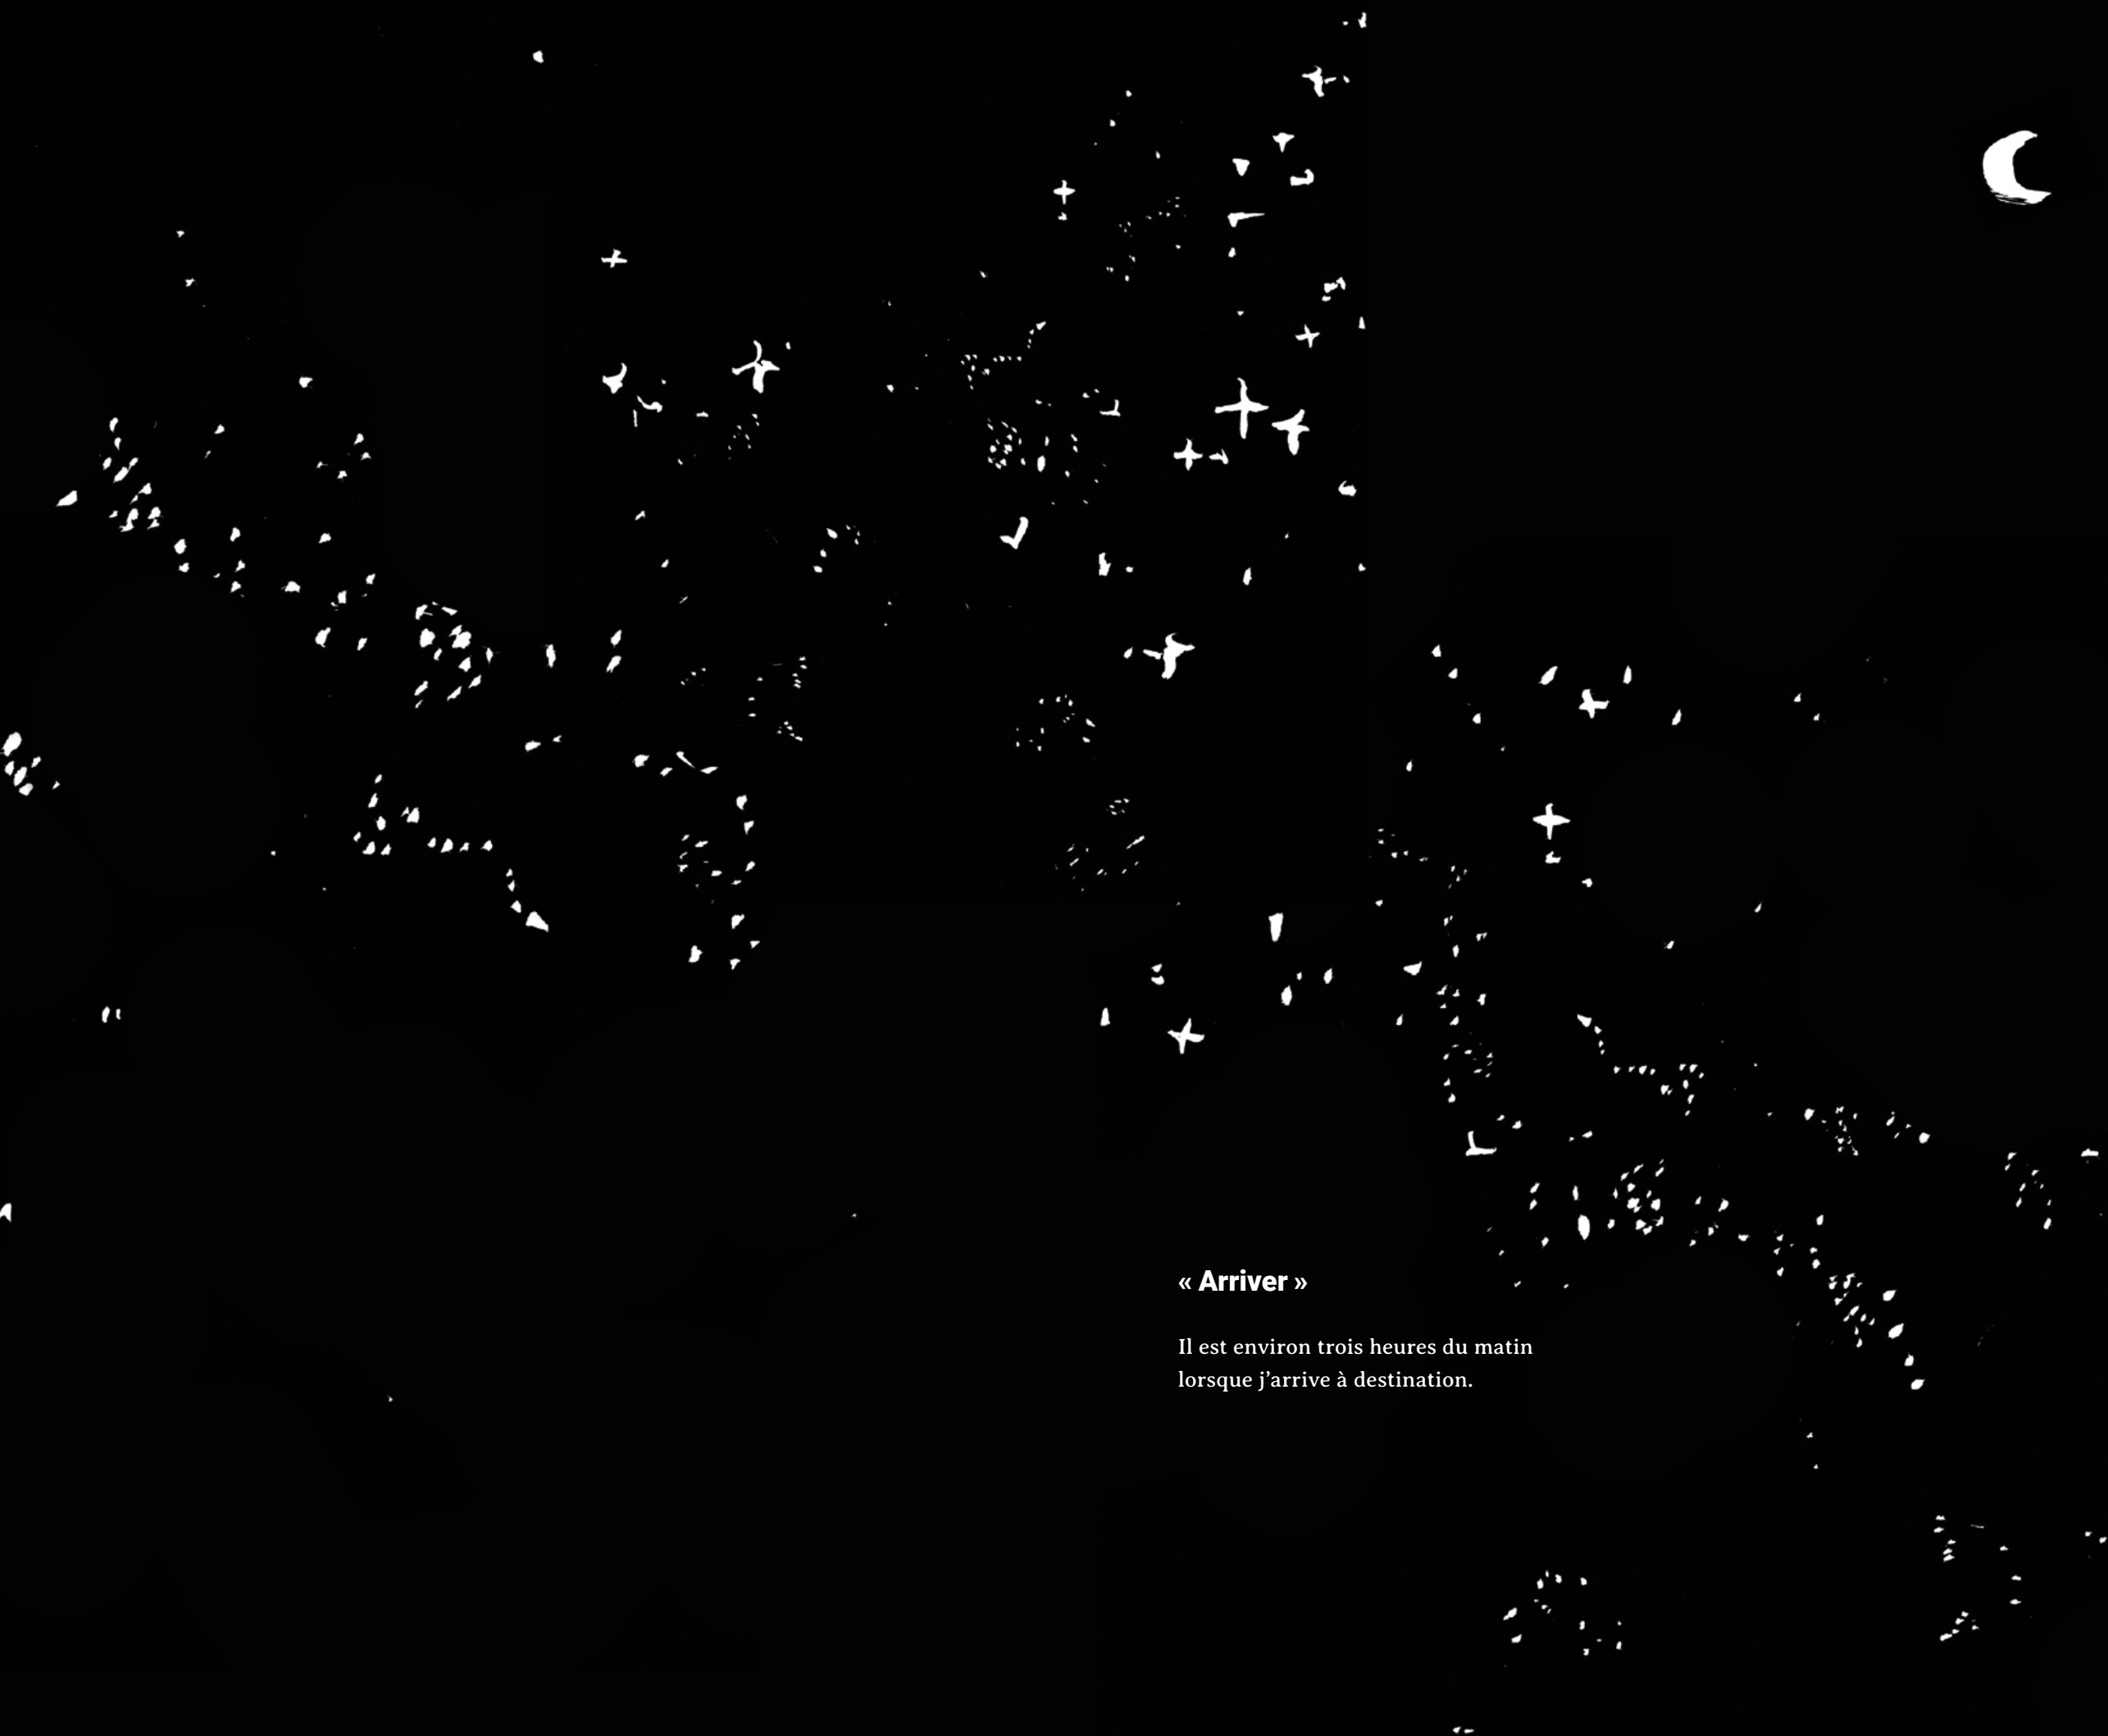 « Arriver »
Il est environ trois heures du matin
lorsque j’arrive à destination.